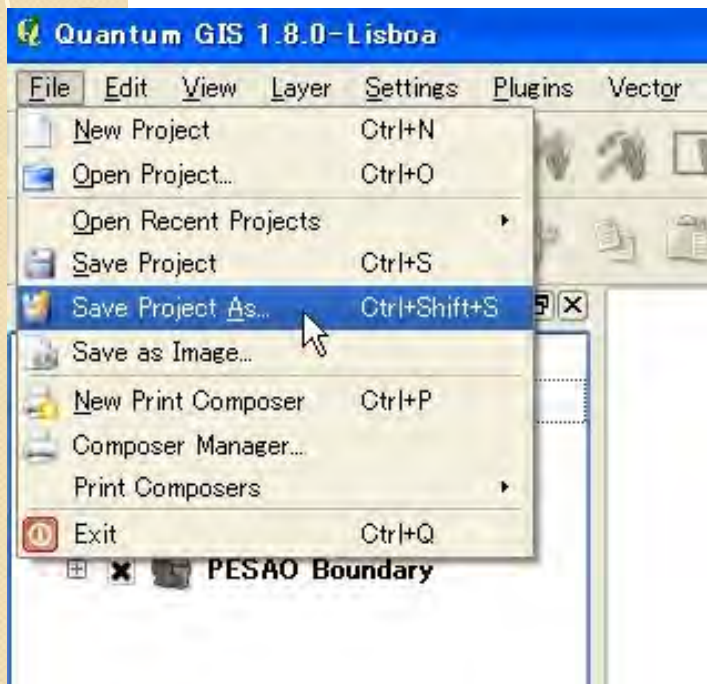 Quantum GIS 1.8.0-Lisboa
File Edit View Layer Settings Plugins Vector
New Project Ctrl+N
Open Project... Ctrl+O
Open Recent Projects
Save Project Ctrl+S
Save Project As... Ctrl+Shift+S
Save as Image...
New Print Composer Ctrl+P
Composer Manager...
Print Composers
Exit Ctrl+Q
PESAO Boundary